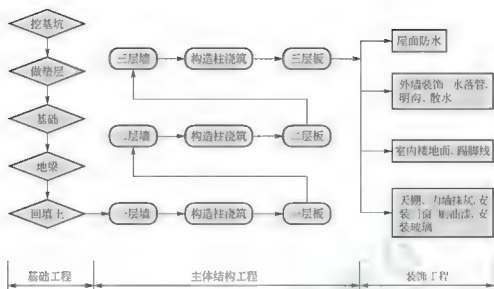 挖基坑
做垫层
基础
地梁
回填土
三层墙
构造柱浇筑
三层板
二层墙
构造柱浇筑
二层板
一层墙
构造柱浇筑
一层板
屋面防水
外墙装饰 水落管、
明沟、散水
室内楼地面、踢脚线
天棚、内墙抹灰、安
装门窗 刷油漆、安
装玻璃
基础工程
主体结构工程
装饰工程